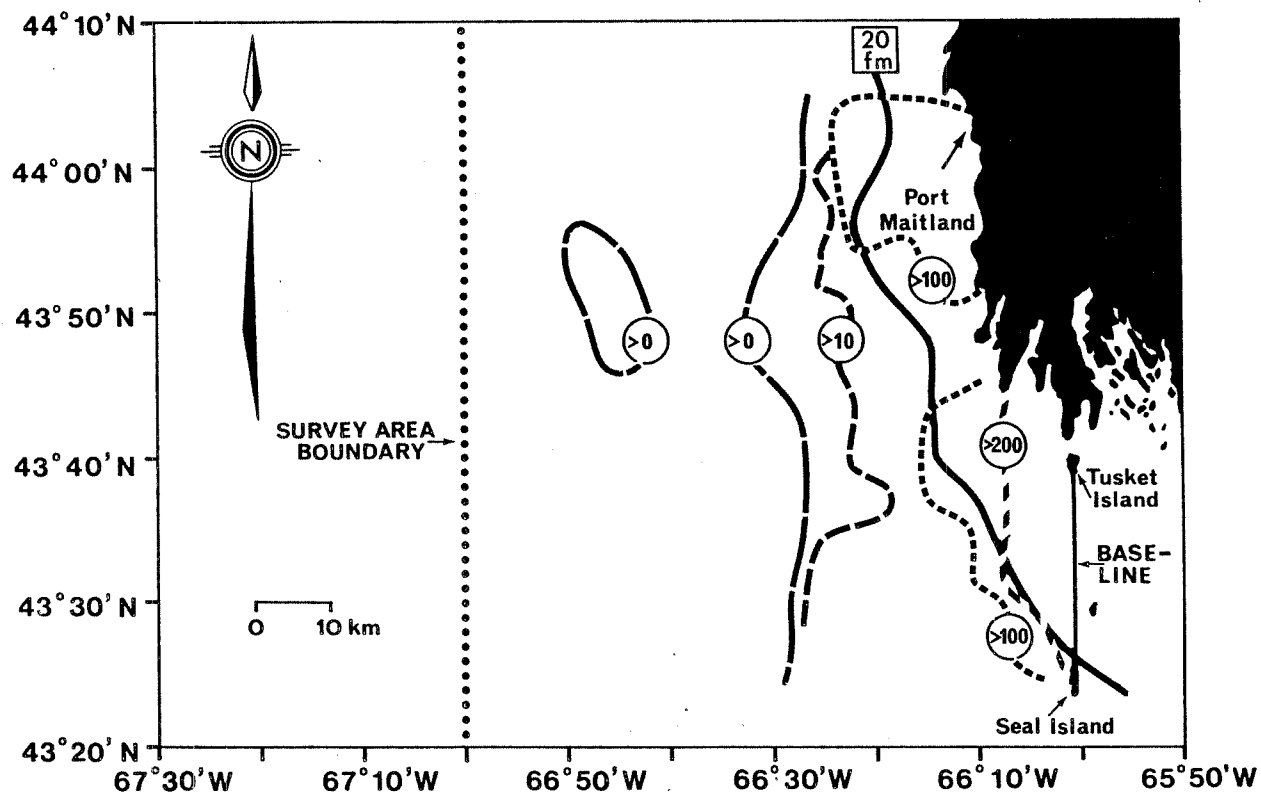 44°10'N
44°00'N
43°50'N
43°40'N
43°30'N
43°20'N
67°30'W
67°10'W
66°50'W
66°30'W
66°10'W
65°50'W
N
20
fm
Port
Maitland
>100
>0
>0
>10
SURVEY AREA
BOUNDARY
>200
Tusket
Island
BASE-
LINE
0 10 km
>100
Seal Island